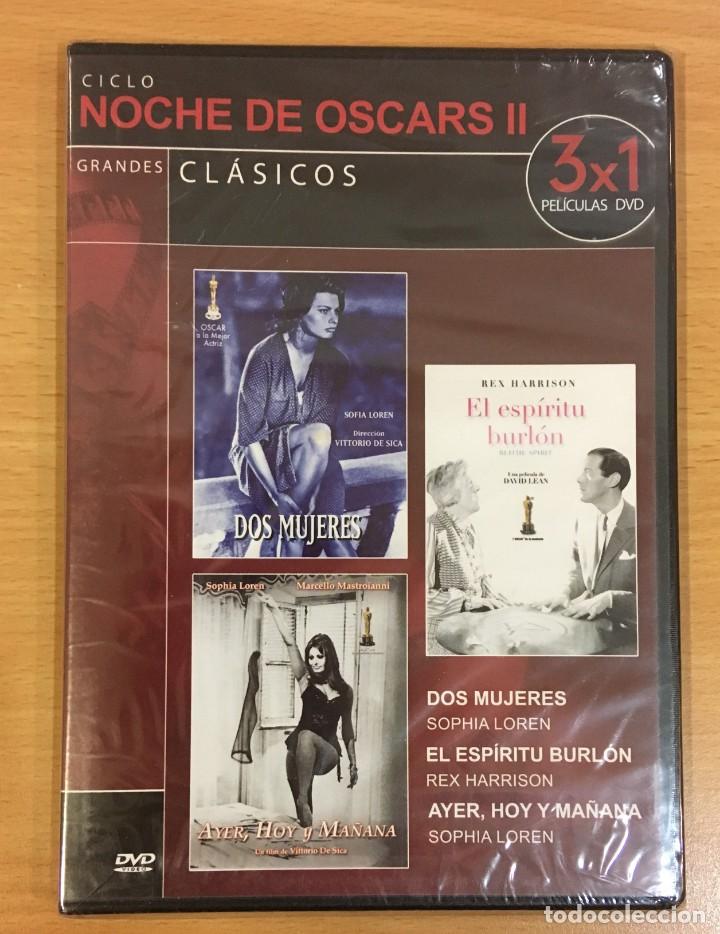 CICLO
NOCHE DE OSCARS II
GRANDES CLÁSICOS
3x1
PELÍCULAS DVD
OSCAR
a la Mejor
Actriz
SOFIA LOREN
Dirección
VITTORIO DE SICA
DOS MUJERES
REX HARRISON
El espíritu
burlón
BLITHE SPIRIT
Una película de
DAVID LEAN
Sophia Loren Marcello Mastroianni
AYER, HOY y MAÑANA
Un film de Vittorio De Sica
DOS MUJERES
SOPHIA LOREN
EL ESPÍRITU BURLÓN
REX HARRISON
AYER, HOY Y MAÑANA
SOPHIA LOREN
DVD
VIDEO
todocoleccion